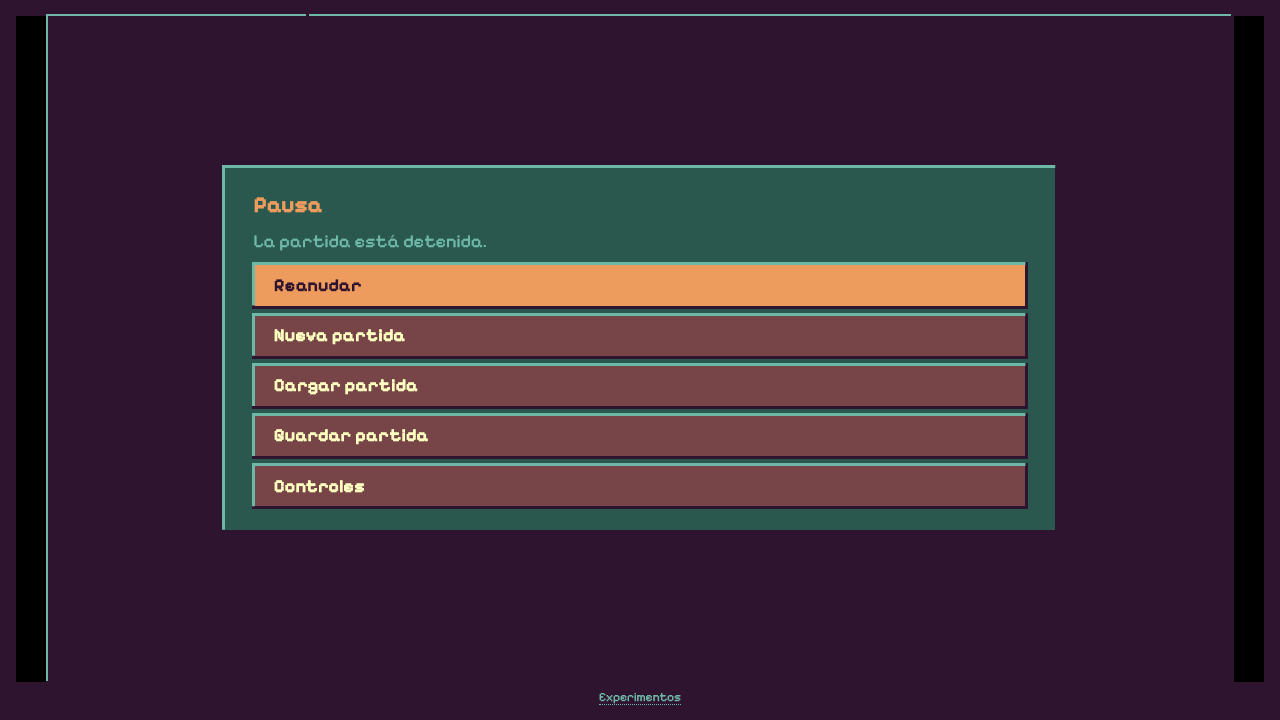 Pausa
La partida está detenida.
Reanudar
Nueva partida
Cargar partida
Guardar partida
Controles
Experimentos